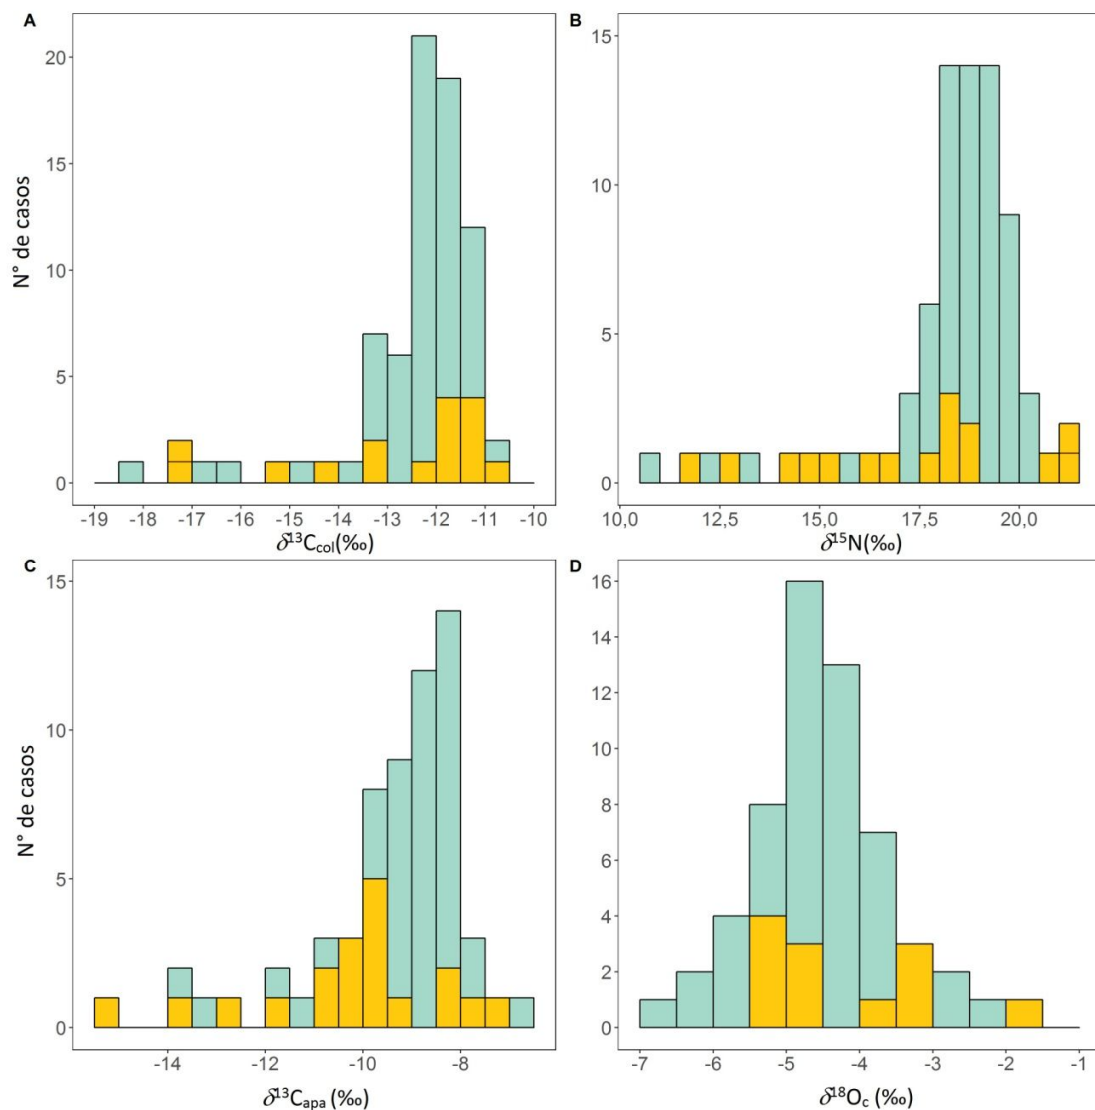 A
20
15
10
5
0
N° de casos
-19 -18 -17 -16 -15 -14 -13 -12 -11 -10
δ¹³Ccol(‰)
B
15
10
5
0
10,0 12,5 15,0 17,5 20,0
δ¹⁵N(‰)
C
15
10
5
0
N° de casos
-14 -12 -10 -8
δ¹³Capa (‰)
D
16
14
12
10
8
6
4
2
0
-7 -6 -5 -4 -3 -2 -1
δ¹⁸Oc (‰)